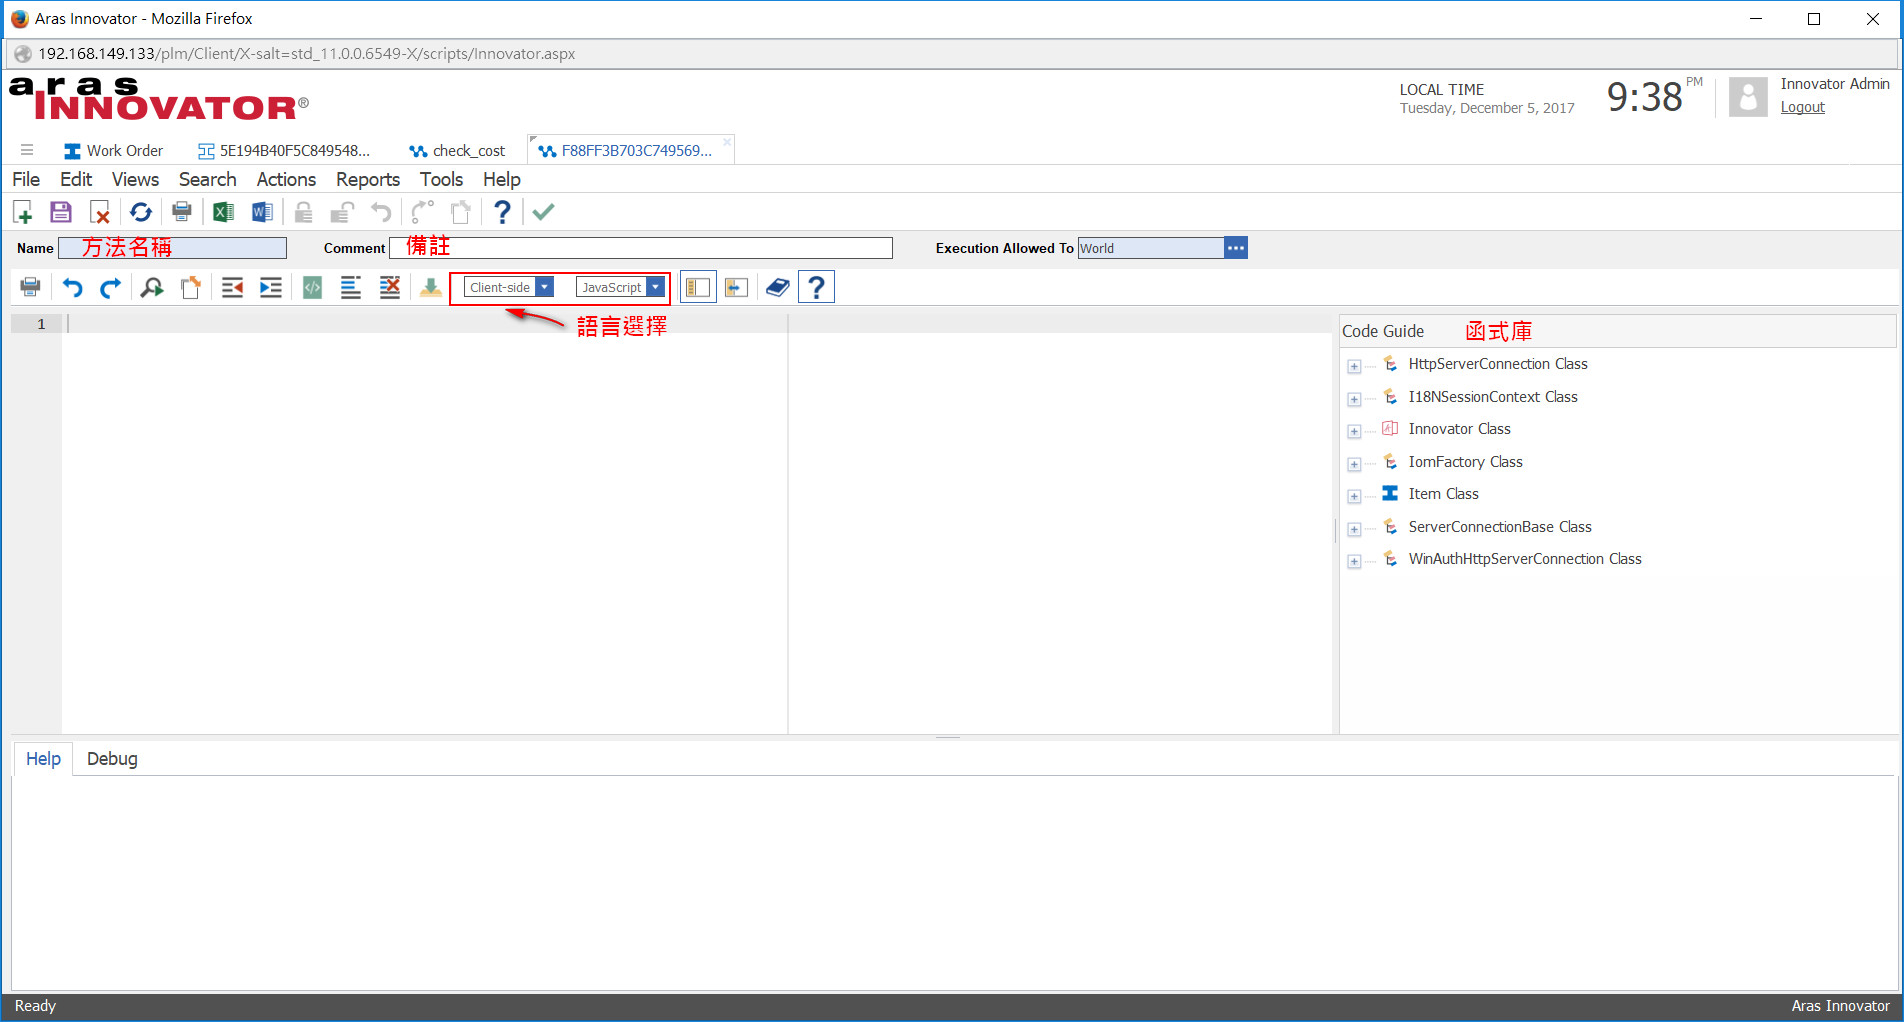 Aras Innovator - Mozilla Firefox
192.168.149.133/plm/Client/X-salt=std_11.0.0.6549-X/scripts/Innovator.aspx
aras
INNOVATOR®
LOCAL TIME
Tuesday, December 5, 2017
9:38 PM
Innovator Admin
Logout
Work Order 5E194B40F5C849548... check_cost F88FF3B703C749569...
File Edit Views Search Actions Reports Tools Help
Name 方法名稱 Comment 備註 Execution Allowed To World
Client-side JavaScript
語言選擇
1
Code Guide 函式庫
HttpServerConnection Class
I18NSessionContext Class
Innovator Class
IomFactory Class
Item Class
ServerConnectionBase Class
WinAuthHttpServerConnection Class
Help Debug
Ready Aras Innovator